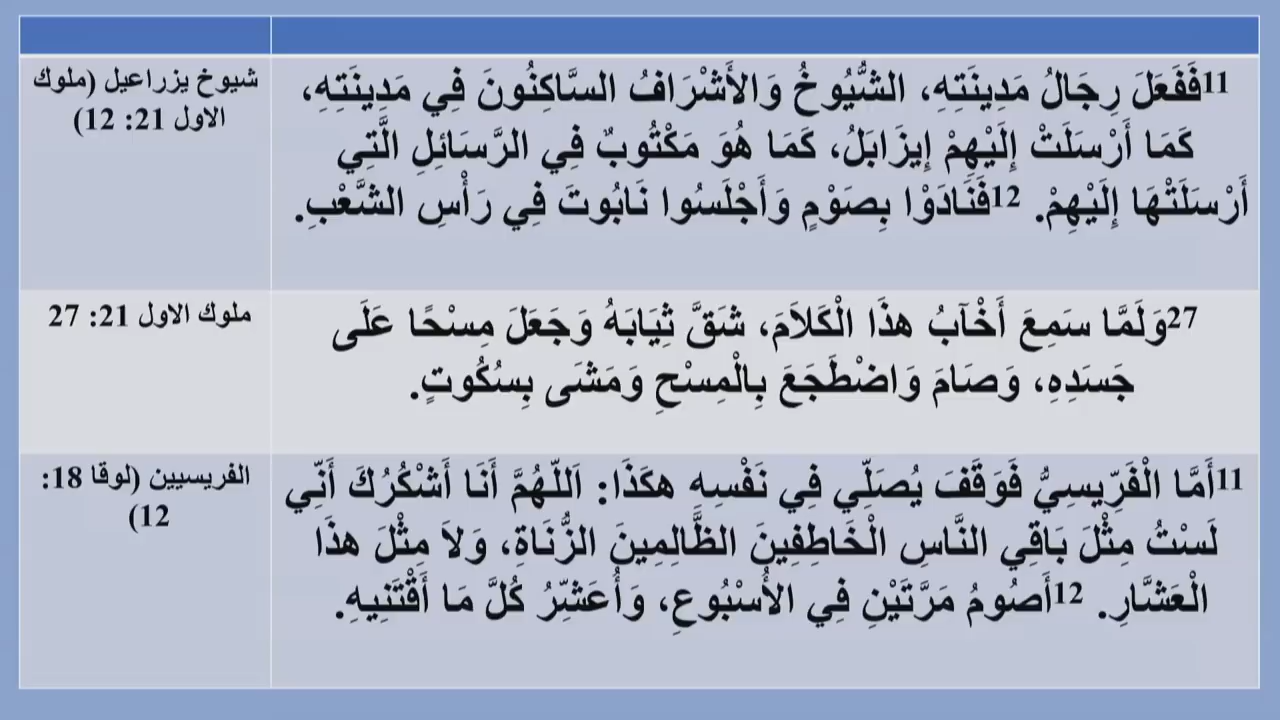 11فَفَعَلَ رِجَالُ مَدِينَتِهِ، الشُّيُوخُ وَالأَشْرَافُ السَّاكِنُونَ فِي مَدِينَتِهِ،
كَمَا أَرْسَلَتْ إِلَيْهِمْ إِيزَابَلُ، كَمَا هُوَ مَكْتُوبٌ فِي الرَّسَائِلِ الَّتِي
أَرْسَلَتْهَا إِلَيْهِمْ. 12فَنَادَوْا بِصَوْمٍ وَأَجْلَسُوا نَابُوتَ فِي رَأْسِ الشَّعْبِ.
شيوخ يزراعيل (ملوك
الاول 21: 12)
27وَلَمَّا سَمِعَ أَخْآبُ هذَا الْكَلاَمَ، شَقَّ ثِيَابَهُ وَجَعَلَ مِسْحًا عَلَى
جَسَدِهِ، وَصَامَ وَاضْطَجَعَ بِالْمِسْحِ وَمَشَى بِسُكُوتٍ.
ملوك الاول 21: 27
11أَمَّا الْفَرِّيسِيُّ فَوَقَفَ يُصَلِّي فِي نَفْسِهِ هكَذَا: اَللّهُمَّ أَنَا أَشْكُرُكَ أَنِّي
لَسْتُ مِثْلَ بَاقِي النَّاسِ الْخَاطِفِينَ الظَّالِمِينَ الزُّنَاةِ، وَلاَ مِثْلَ هذَا
الْعَشَّارِ. 12أَصُومُ مَرَّتَيْنِ فِي الأُسْبُوعِ، وَأُعَشِّرُ كُلَّ مَا أَقْتَنِيهِ.
الفريسيين (لوقا 18:
12)